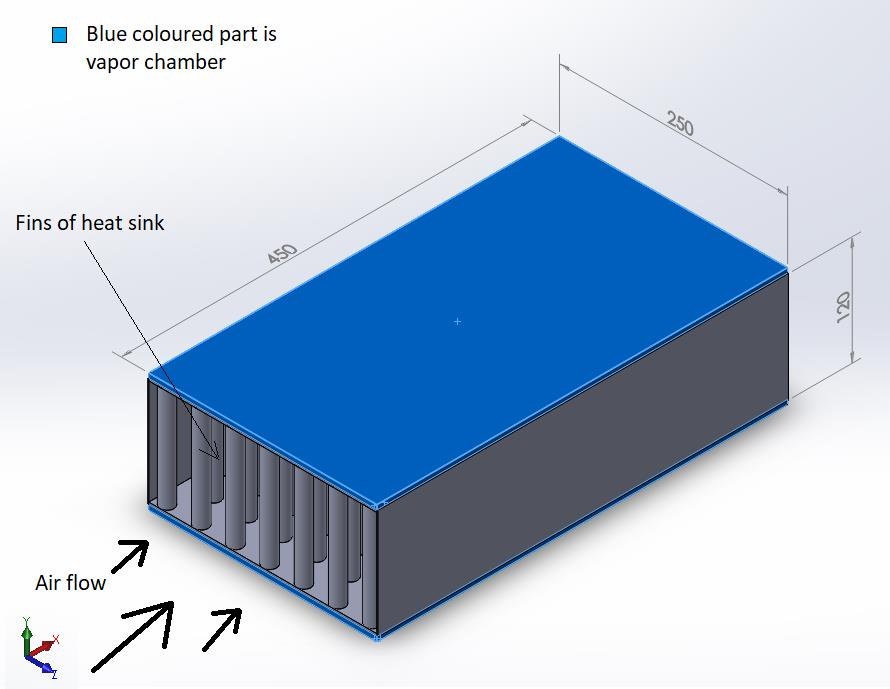 Blue coloured part is
vapor chamber
250
Fins of heat sink
450
120
Air flow
Y
X
Z